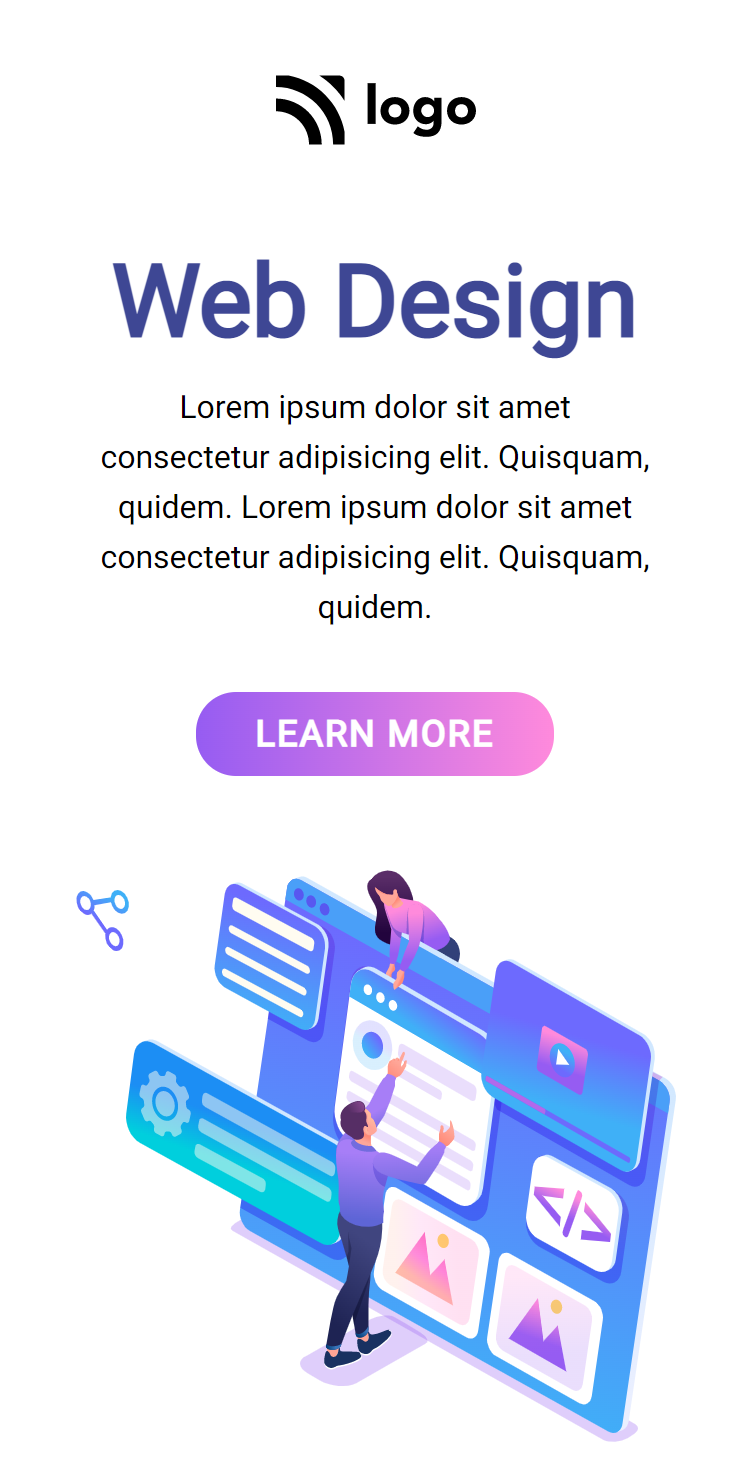 logo
Web Design
Lorem ipsum dolor sit amet
consectetur adipisicing elit. Quisquam,
quidem. Lorem ipsum dolor sit amet
consectetur adipisicing elit. Quisquam,
quidem.
LEARN MORE
</>